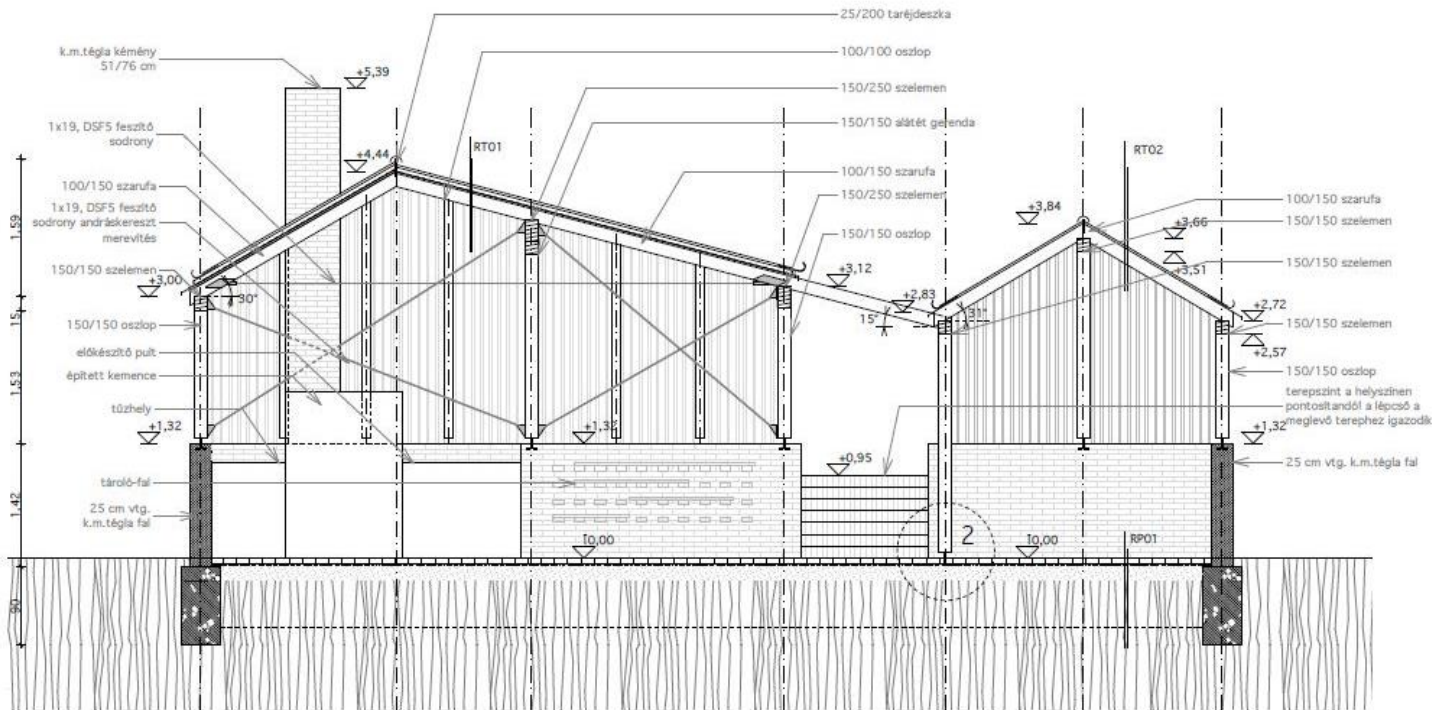 25/200 taréjdeszka
k.m.tégla kémény
51/76 cm
+5,39
100/100 oszlop
150/250 szelemen
1x19, DSF5 feszítő
sodrony
150/150 alátét gerenda
RT01
RT02
+4,44
100/150 szarufa
100/150 szarufa
150/250 szelemen
100/150 szarufa
1x19, DSF5 feszítő
sodrony andráskereszt
merevítés
+3,84
150/150 szelemen
+3,66
150/150 oszlop
1,59
150/150 szelemen
+3,00
30°
+3,12
+3,51
150/150 szelemen
+2,83
15
15°
31°
+2,72
150/150 oszlop
150/150 szelemen
előkészítő pult
+2,57
1,53
épített kemence
150/150 oszlop
tűzhely
terepszint a helyszínen
pontosítandó! a lépcső a
meglevő terephez igazodik
+1,32
+1,32
+1,32
+0,95
25 cm vtg. k.m.tégla fal
tároló-fal
1,42
25 cm vtg.
k.m.tégla fal
2
±0,00
±0,00
RP01
90